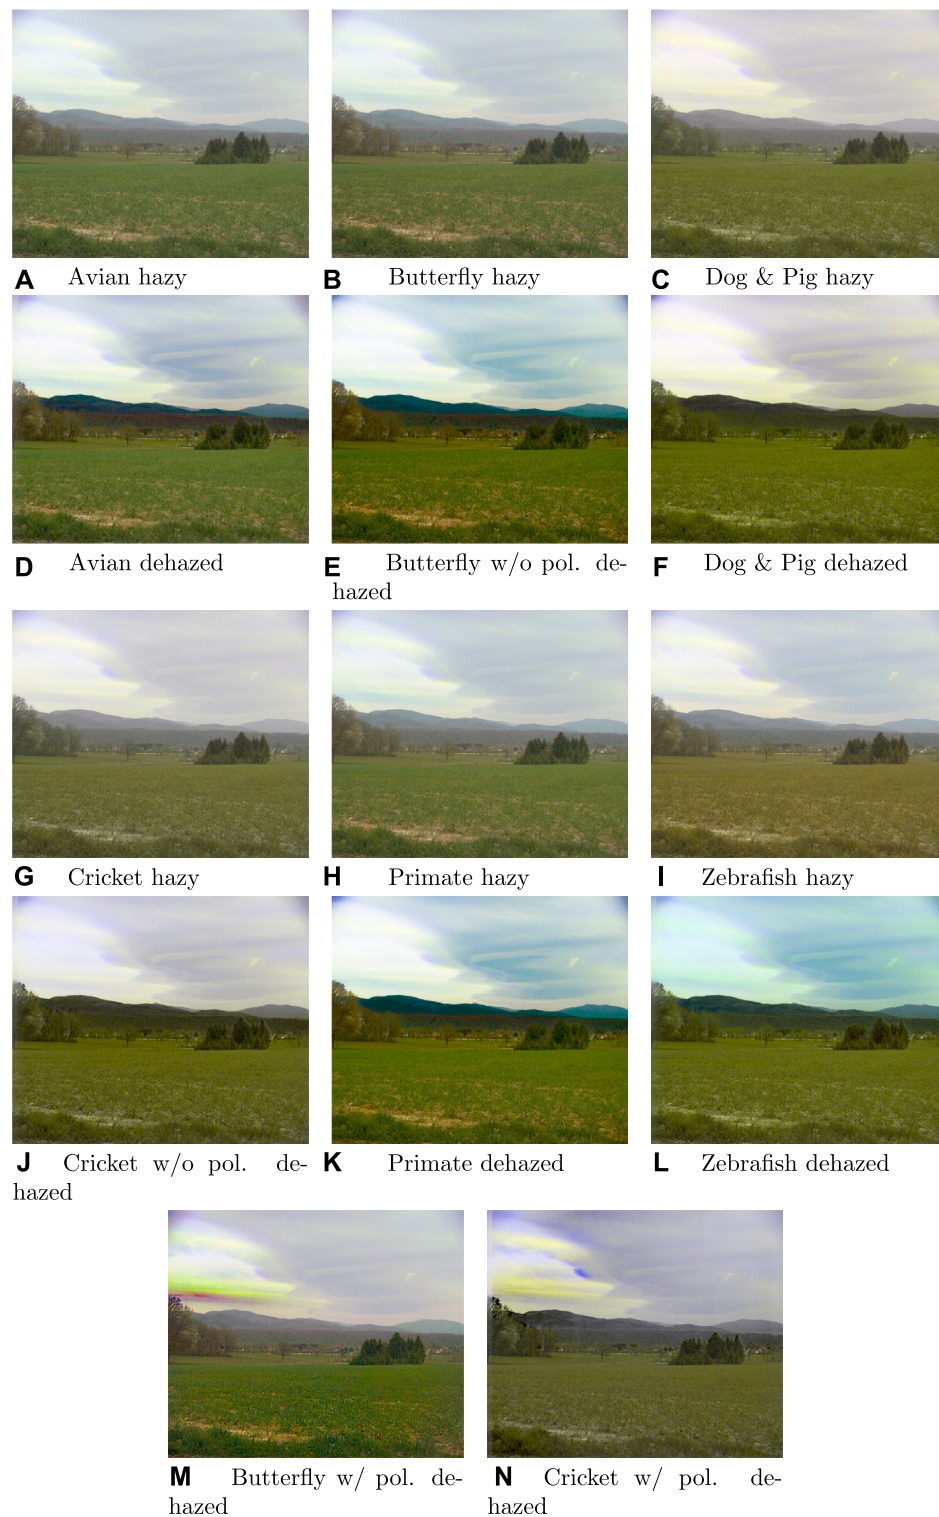 A Avian hazy
B Butterfly hazy
C Dog & Pig hazy
D Avian dehazed
E Butterfly w/o pol. de-
hazed
F Dog & Pig dehazed
G Cricket hazy
H Primate hazy
I Zebrafish hazy
J Cricket w/o pol. de-
hazed
K Primate dehazed
L Zebrafish dehazed
M Butterfly w/ pol. de-
hazed
N Cricket w/ pol. de-
hazed